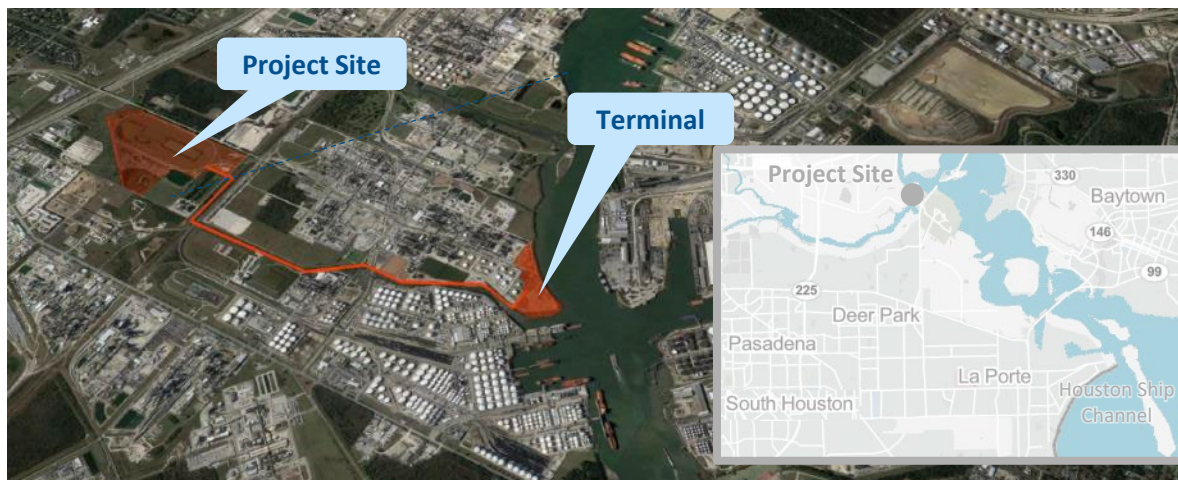 Project Site
Terminal
Project Site
330
Baytown
146
99
225
Deer Park
Pasadena
La Porte
South Houston
Houston Ship
Channel